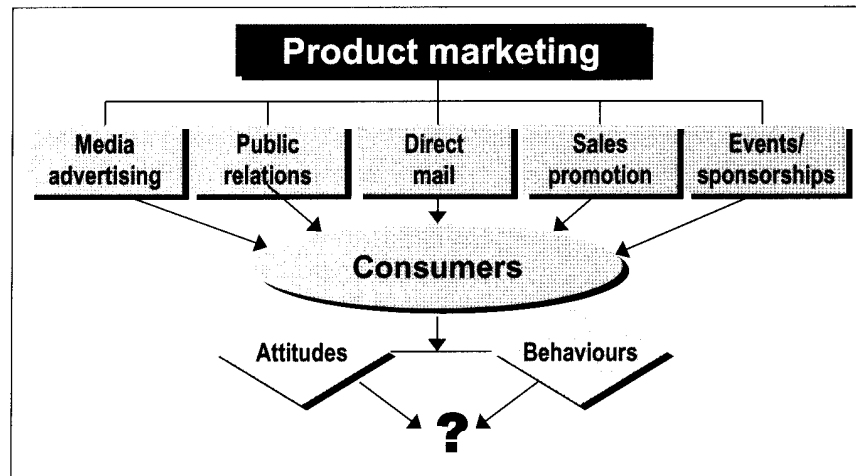 Product marketing
Media
advertising
Public
relations
Direct
mail
Sales
promotion
Events/
sponsorships
Consumers
Attitudes
Behaviours
?